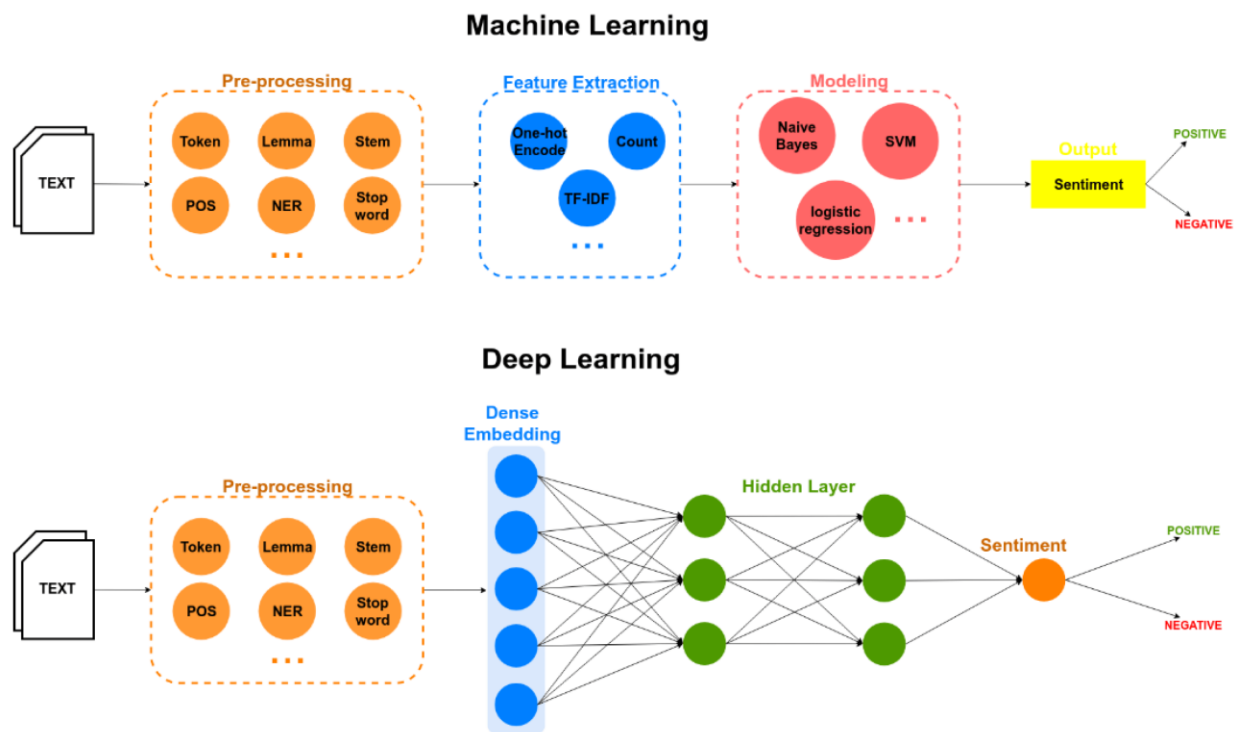 Machine Learning
Pre-processing
Feature Extraction
Modeling
TEXT
Token
Lemma
Stem
POS
NER
Stop
word
...
One-hot
Encode
Count
TF-IDF
...
Naive
Bayes
SVM
logistic
regression
...
Output
Sentiment
POSITIVE
NEGATIVE
Deep Learning
TEXT
Pre-processing
Token
Lemma
Stem
POS
NER
Stop
word
...
Dense
Embedding
Hidden Layer
Sentiment
POSITIVE
NEGATIVE